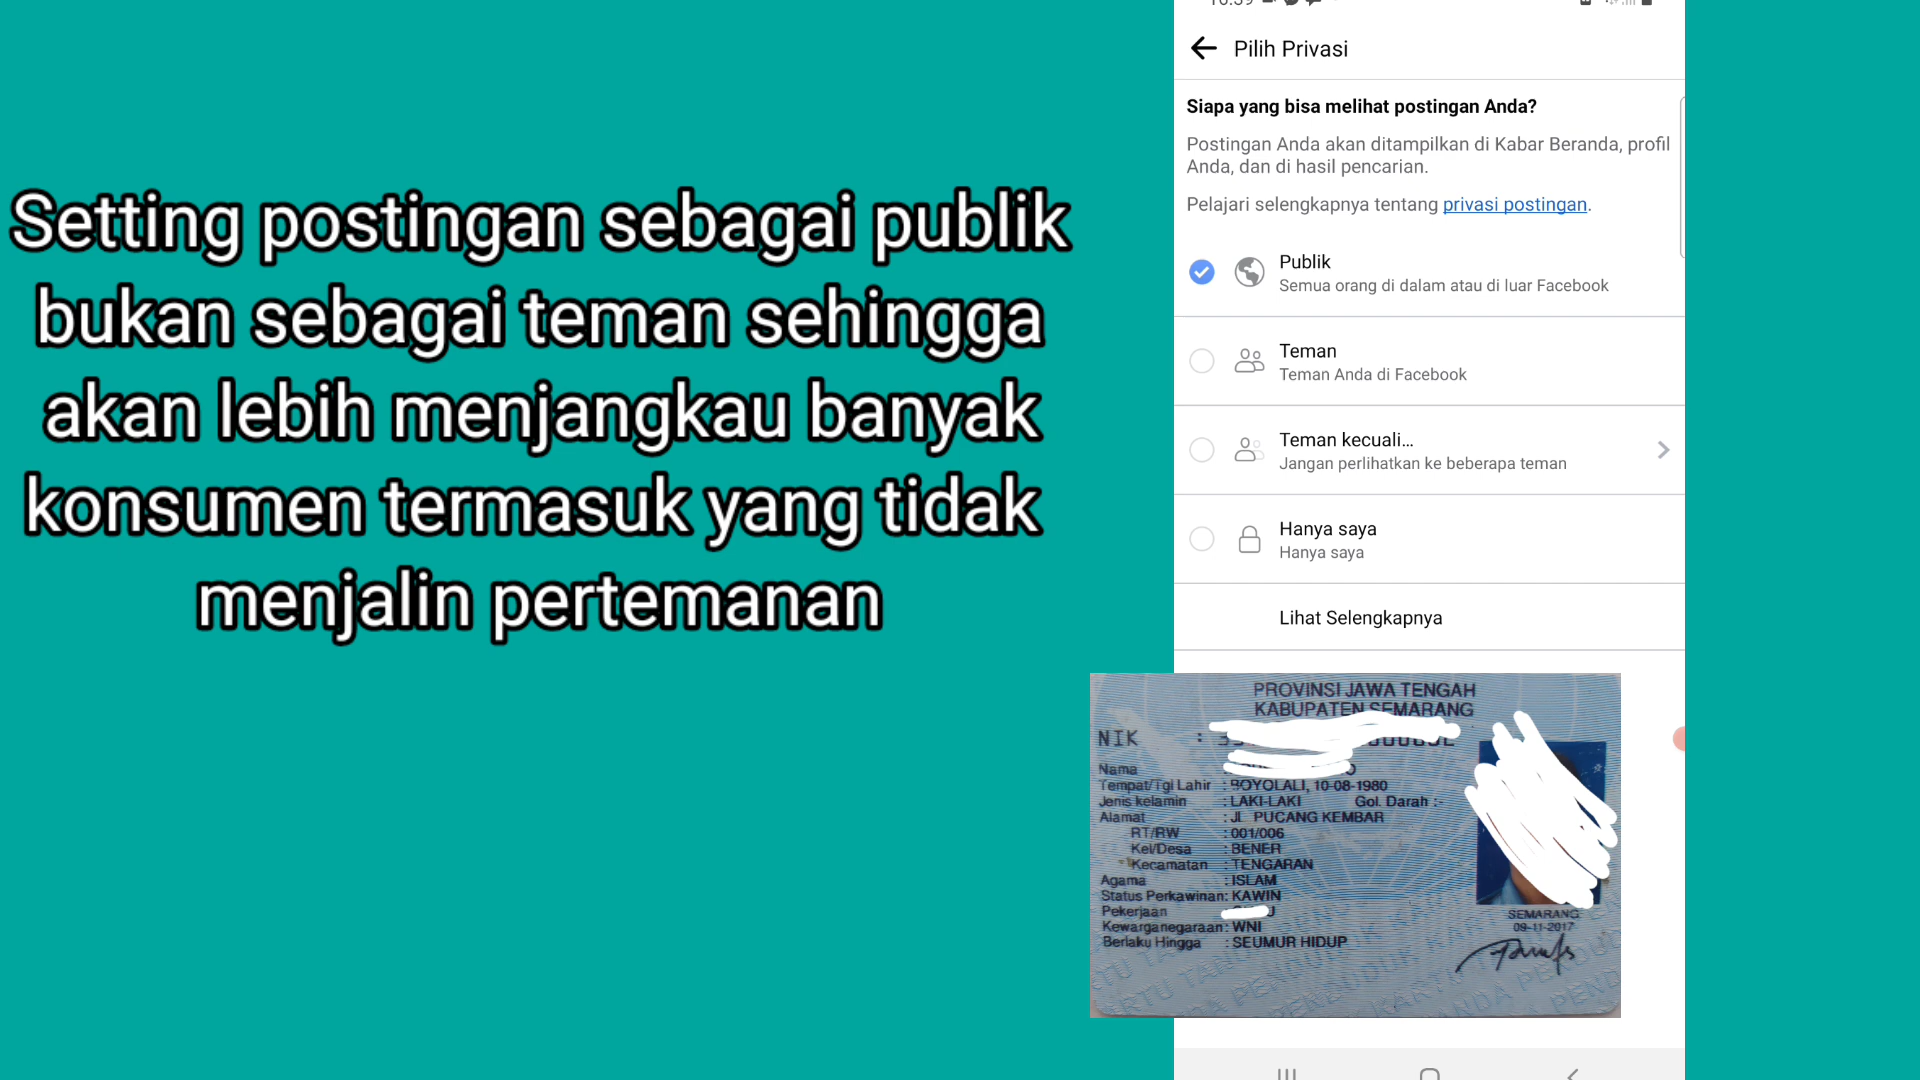 Setting postingan sebagai publik
bukan sebagai teman sehingga
akan lebih menjangkau banyak
konsumen termasuk yang tidak
menjalin pertemanan
Pilih Privasi
Siapa yang bisa melihat postingan Anda?
Postingan Anda akan ditampilkan di Kabar Beranda, profil
Anda, dan di hasil pencarian.
Pelajari selengkapnya tentang privasi postingan.
Publik
Semua orang di dalam atau di luar Facebook
Teman
Teman Anda di Facebook
Teman kecuali...
Jangan perlihatkan ke beberapa teman
Hanya saya
Hanya saya
Lihat Selengkapnya
PROVINSI JAWA TENGAH
KABUPATEN SEMARANG
NIK :
Nama
Tempat/Tgl Lahir : BOYOLALI, 10-08-1980
Jenis kelamin : LAKI-LAKI Gol. Darah :-
Alamat : JL PUCANG KEMBAR
RT/RW : 001/006
Kel/Desa : BENER
Kecamatan : TENGARAN
Agama : ISLAM
Status Perkawinan: KAWIN
Pekerjaan
Kewarganegaraan: WNI
Berlaku Hingga : SEUMUR HIDUP
SEMARANG
09-11-2017